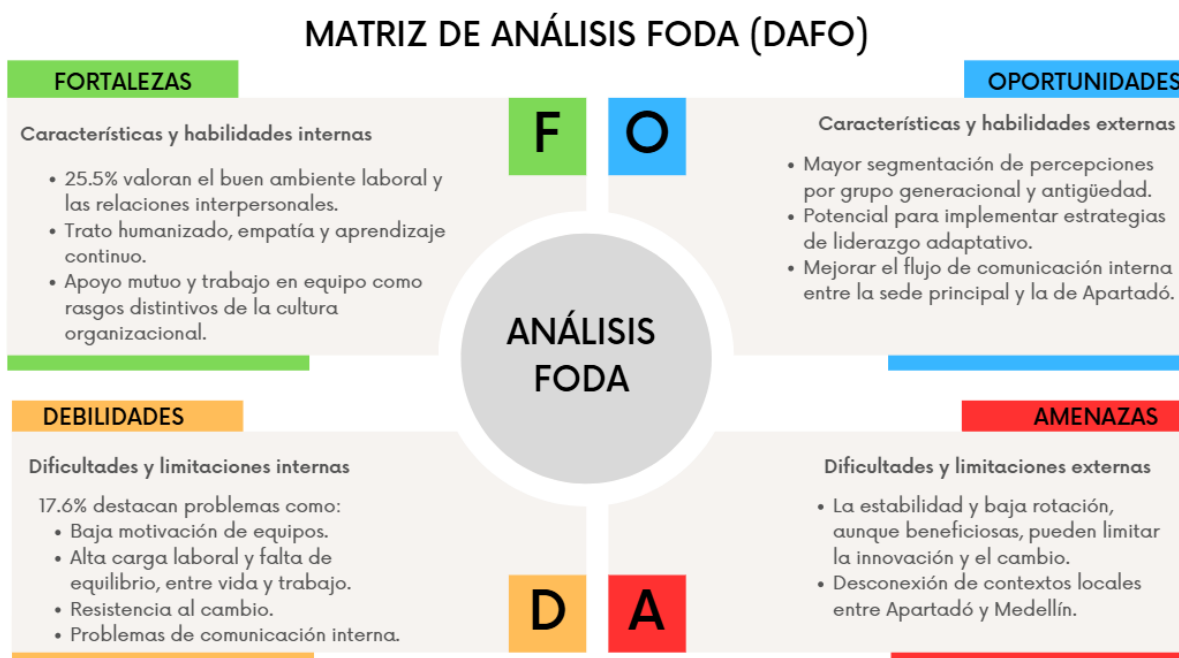 MATRIZ DE ANÁLISIS FODA (DAFO)
FORTALEZAS
Características y habilidades internas
• 25.5% valoran el buen ambiente laboral y
las relaciones interpersonales.
• Trato humanizado, empatía y aprendizaje
continuo.
• Apoyo mutuo y trabajo en equipo como
rasgos distintivos de la cultura
organizacional.
F
O
OPORTUNIDADES
Características y habilidades externas
• Mayor segmentación de percepciones
por grupo generacional y antigüedad.
• Potencial para implementar estrategias
de liderazgo adaptativo.
• Mejorar el flujo de comunicación interna
entre la sede principal y la de Apartadó.
ANÁLISIS
FODA
DEBILIDADES
Dificultades y limitaciones internas
17.6% destacan problemas como:
• Baja motivación de equipos.
• Alta carga laboral y falta de
equilibrio, entre vida y trabajo.
• Resistencia al cambio.
• Problemas de comunicación interna.
D
A
AMENAZAS
Dificultades y limitaciones externas
• La estabilidad y baja rotación,
aunque beneficiosas, pueden limitar
la innovación y el cambio.
• Desconexión de contextos locales
entre Apartadó y Medellín.